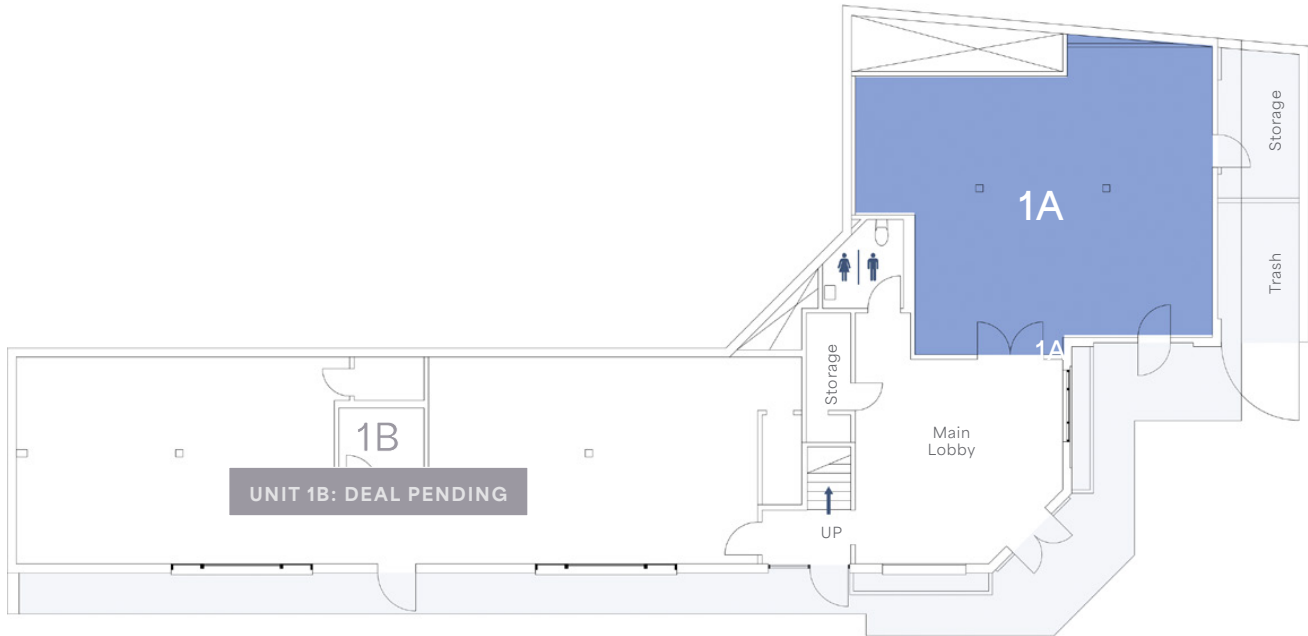 Storage
1A
Trash
1A
Storage
1B
Main
Lobby
UNIT 1B: DEAL PENDING
UP